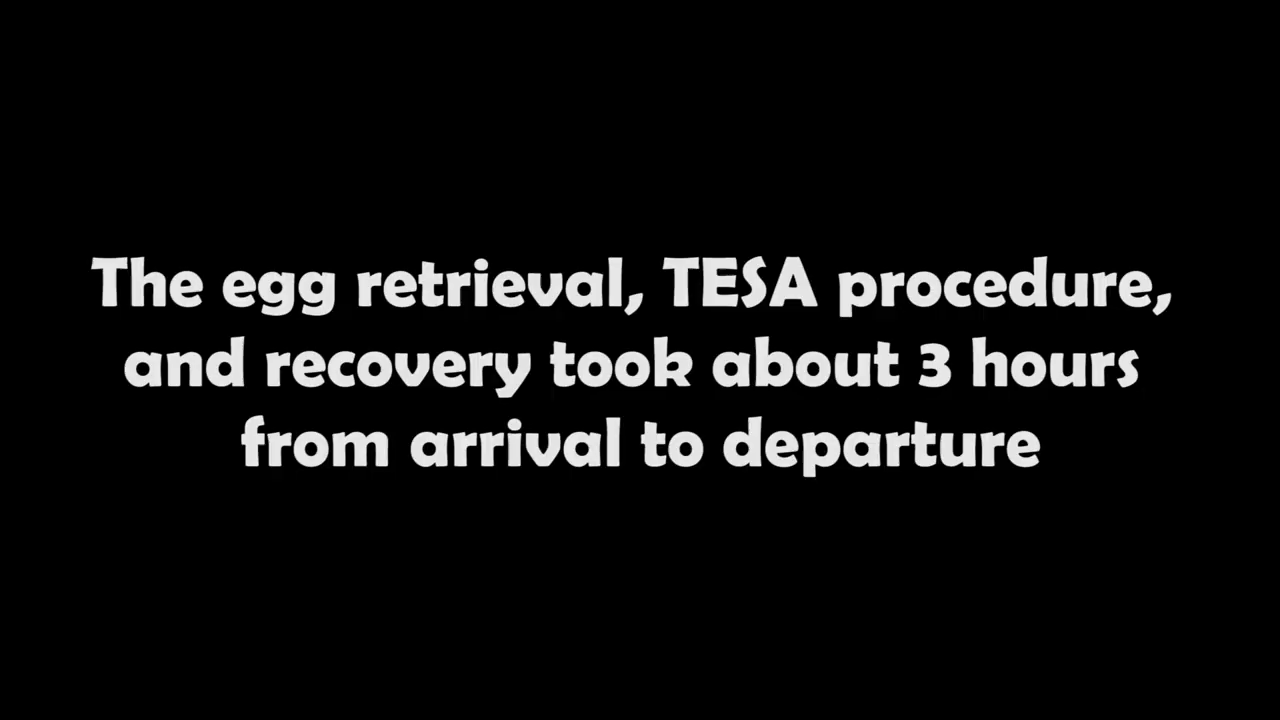 The egg retrieval, TESA procedure,
and recovery took about 3 hours
from arrival to departure